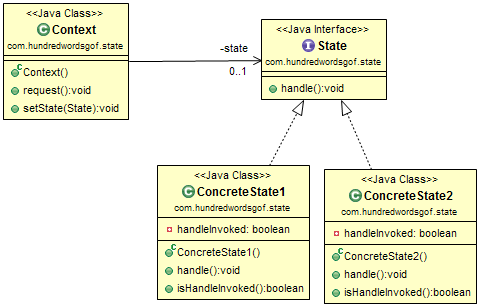 <<Java Class>>
Context
com.hundredwordsgof.state
Context()
request():void
setState(State):void
-state
0..1
<<Java Interface>>
State
com.hundredwordsgof.state
handle():void
<<Java Class>>
ConcreteState1
com.hundredwordsgof.state
handleInvoked: boolean
ConcreteState1()
handle():void
isHandleInvoked():boolean
<<Java Class>>
ConcreteState2
com.hundredwordsgof.state
handleInvoked: boolean
ConcreteState2()
handle():void
isHandleInvoked():boolean